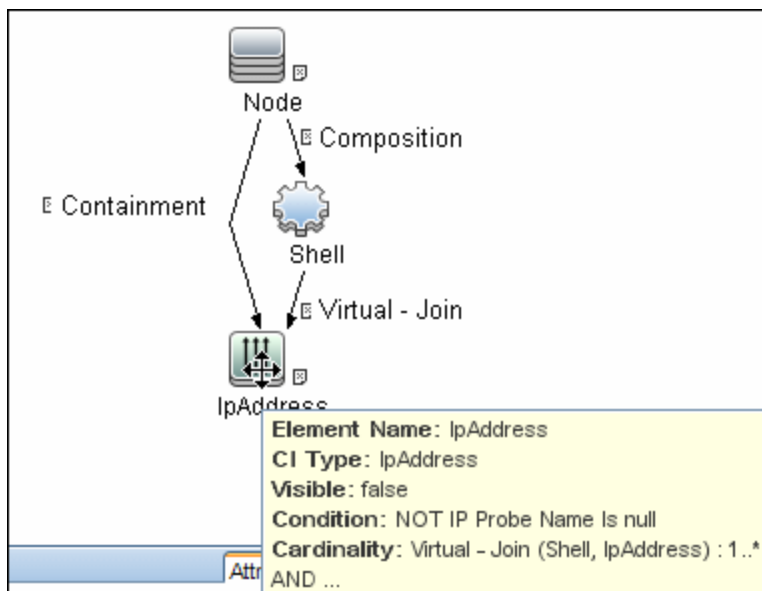 Node
Composition
Containment
Shell
Virtual - Join
IpAddress
Element Name: IpAddress
CI Type: IpAddress
Visible: false
Condition: NOT IP Probe Name Is null
Cardinality: Virtual - Join (Shell, IpAddress) : 1..*
AND ...
Attr